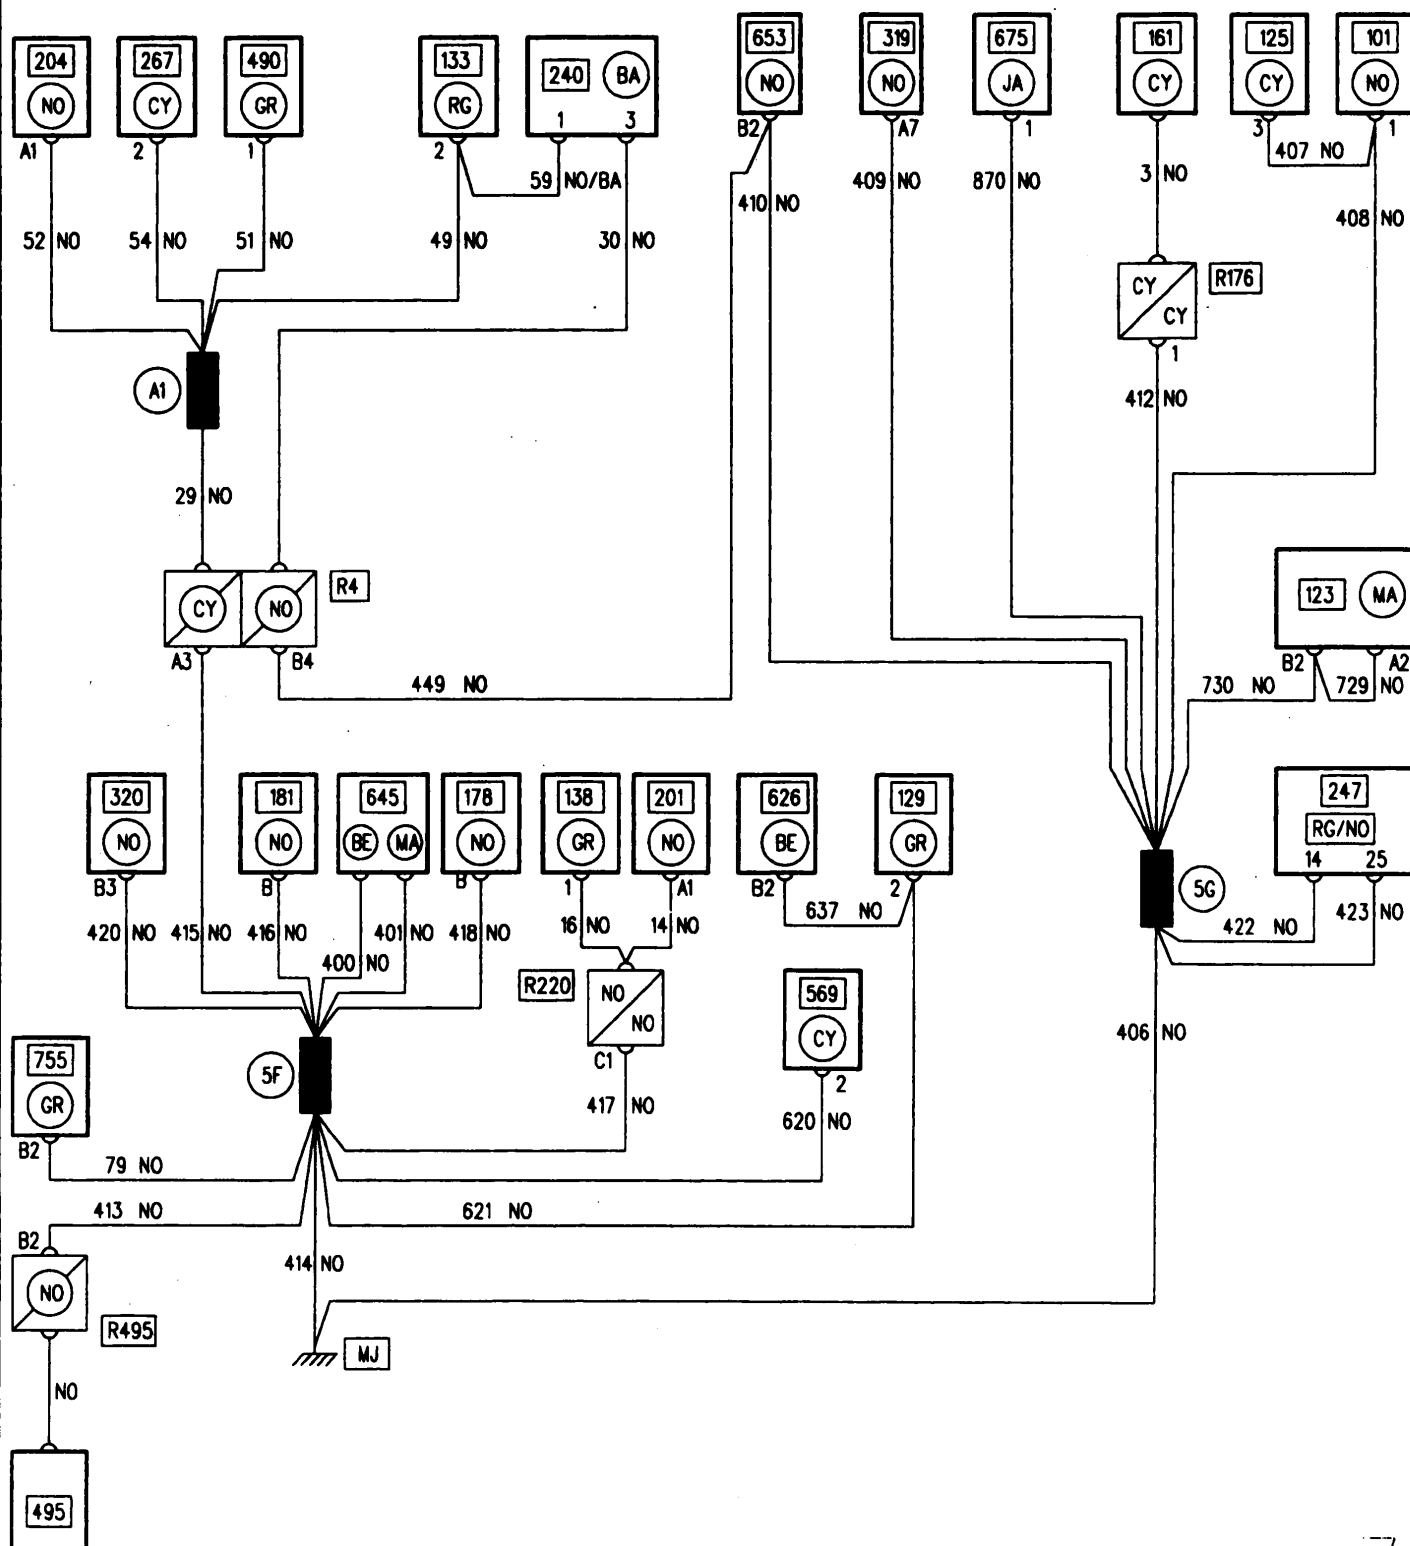 204 267 490 133 240 BA 653 319 675 161 125 101
NO CY GR RG NO NO JA CY CY NO
1 3
A1 2 1 2 B2 A7 1 3 1
407 NO
59 NO/BA
410 NO 409 NO 870 NO 3 NO 408 NO
52 NO 54 NO 51 NO 49 NO 30 NO
CY R176
CY
1
A1
412 NO
29 NO
CY NO R4
123 MA
A3 B4
B2 A2
449 NO
730 NO 729 NO
320 181 645 178 138 201 626 129 247
NO NO BE MA NO GR NO BE GR RG/NO
14 25
B3 B B 1 A1 B2 2
5G
637 NO
420 NO 415 NO 416 NO 401 NO 418 NO 16 NO 14 NO
422 NO 423 NO
400 NO
R220 NO
NO
569
CY
406 NO
755
GR
5F
C1
2
417 NO
620 NO
B2
79 NO
413 NO 621 NO
B2
414 NO
NO
R495
MJ
NO
495